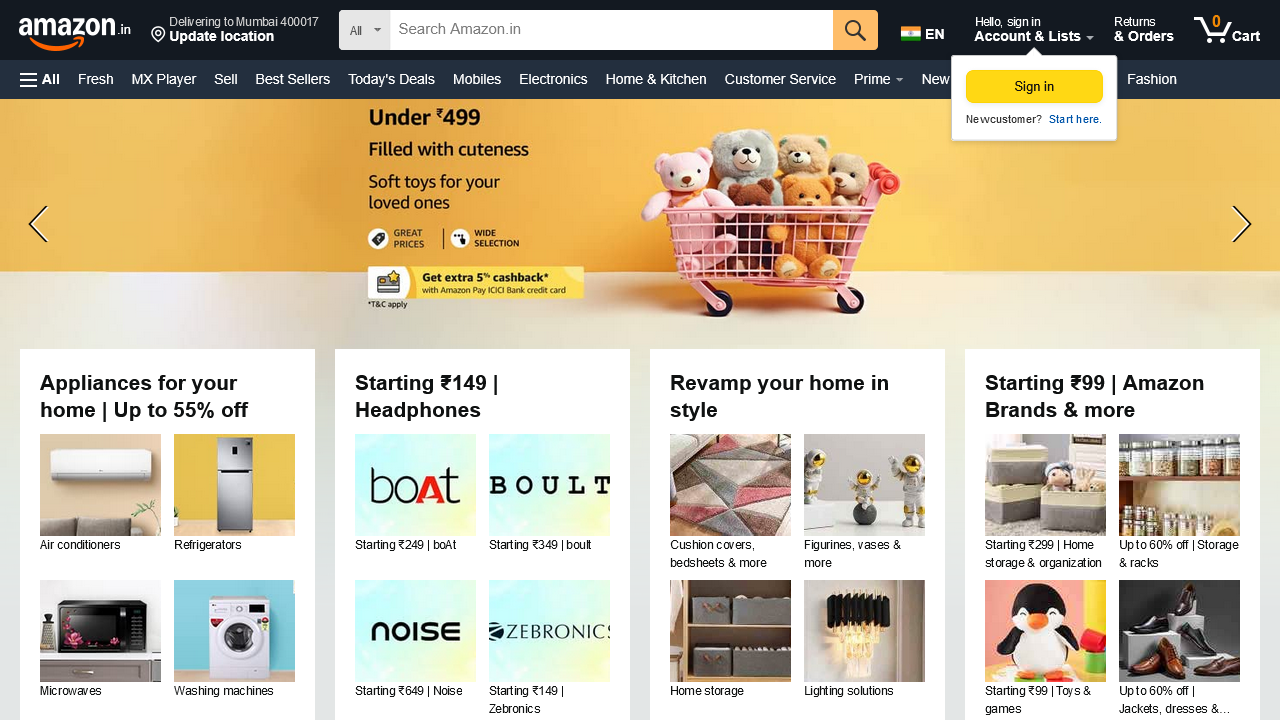 amazon.in
Delivering to Mumbai 400017
Update location
All
Search Amazon.in
EN
Hello, sign in
Account & Lists
Returns
& Orders
0
Cart
All
Fresh
MX Player
Sell
Best Sellers
Today's Deals
Mobiles
Electronics
Home & Kitchen
Customer Service
Prime
New
Fashion
Sign in
New customer? Start here.
Under ₹499
Filled with cuteness
Soft toys for your
loved ones
GREAT
PRICES
WIDE
SELECTION
Get extra 5% cashback*
with Amazon Pay ICICI Bank credit card
*T&C apply
Appliances for your
home | Up to 55% off
Air conditioners
Refrigerators
Microwaves
Washing machines
Starting ₹149 |
Headphones
boAt
BOULT
Starting ₹249 | boAt
Starting ₹349 | boult
noise
ZEBRONICS
Starting ₹649 | Noise
Starting ₹149 |
Zebronics
Revamp your home in
style
Cushion covers,
bedsheets & more
Figurines, vases &
more
Home storage
Lighting solutions
Starting ₹99 | Amazon
Brands & more
Starting ₹299 | Home
storage & organization
Up to 60% off | Storage
& racks
Starting ₹99 | Toys &
games
Up to 60% off |
Jackets, dresses &...